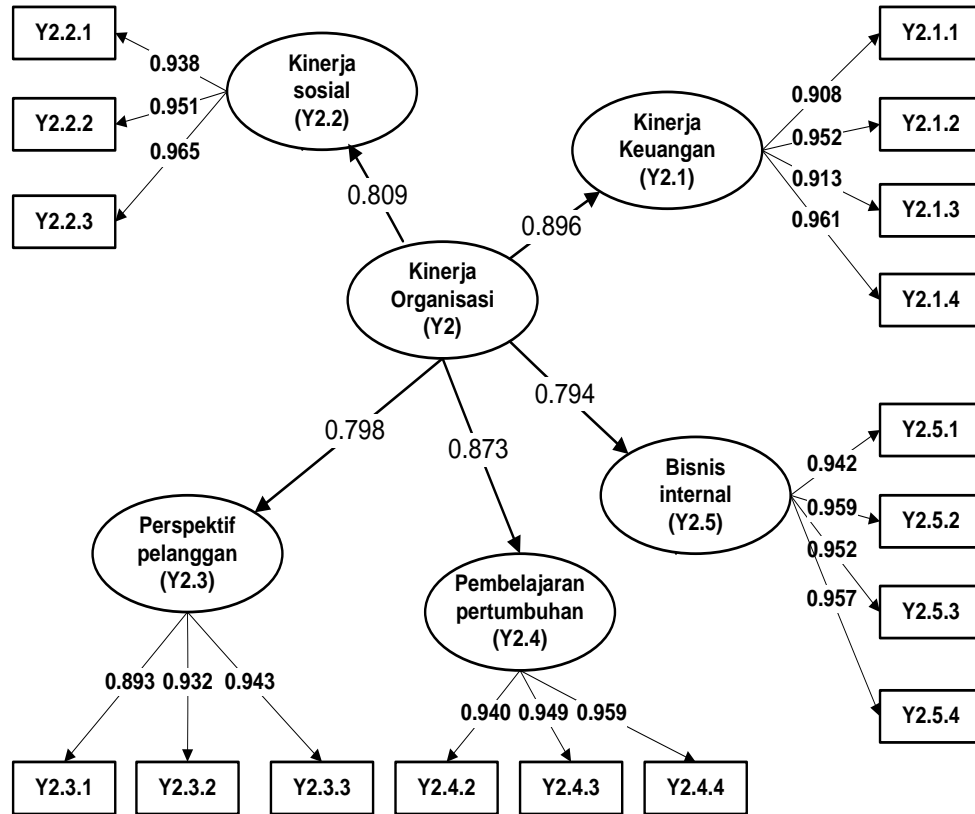 Y2.2.1
Y2.2.2
Y2.2.3
0.938
0.951
0.965
Kinerja
sosial
(Y2.2)
0.809
Kinerja
Keuangan
(Y2.1)
0.896
0.908
0.952
0.913
0.961
Y2.1.1
Y2.1.2
Y2.1.3
Y2.1.4
Kinerja
Organisasi
(Y2)
0.798
0.873
0.794
Perspektif
pelanggan
(Y2.3)
0.893 0.932 0.943
Y2.3.1 Y2.3.2 Y2.3.3
Pembelajaran
pertumbuhan
(Y2.4)
0.940 0.949 0.959
Y2.4.2 Y2.4.3 Y2.4.4
Bisnis
internal
(Y2.5)
0.942
0.959
0.952
0.957
Y2.5.1
Y2.5.2
Y2.5.3
Y2.5.4